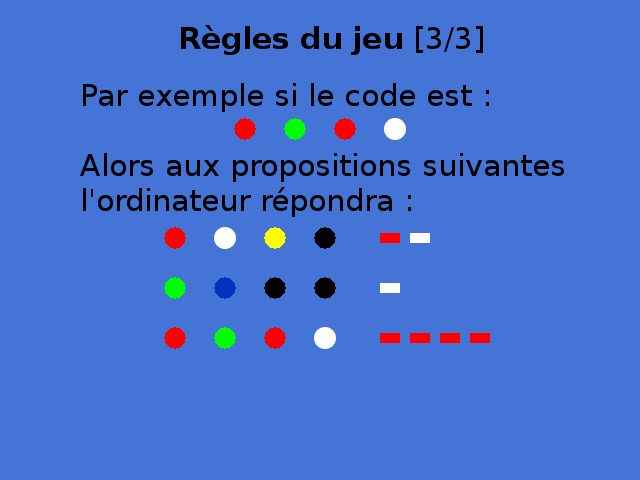 Règles du jeu [3/3]
Par exemple si le code est :
Alors aux propositions suivantes
l'ordinateur répondra :